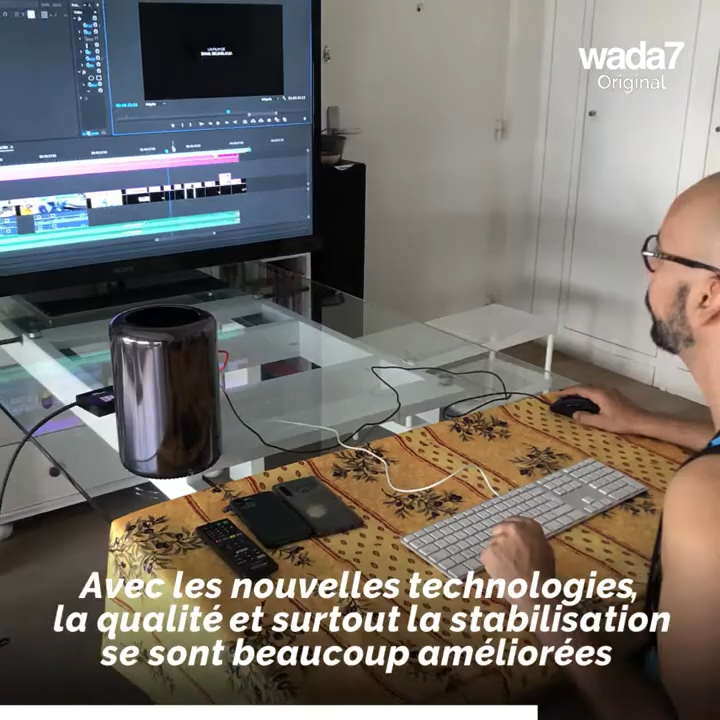 wada7
Original
Avec les nouvelles technologies,
la qualité et surtout la stabilisation
se sont beaucoup améliorées